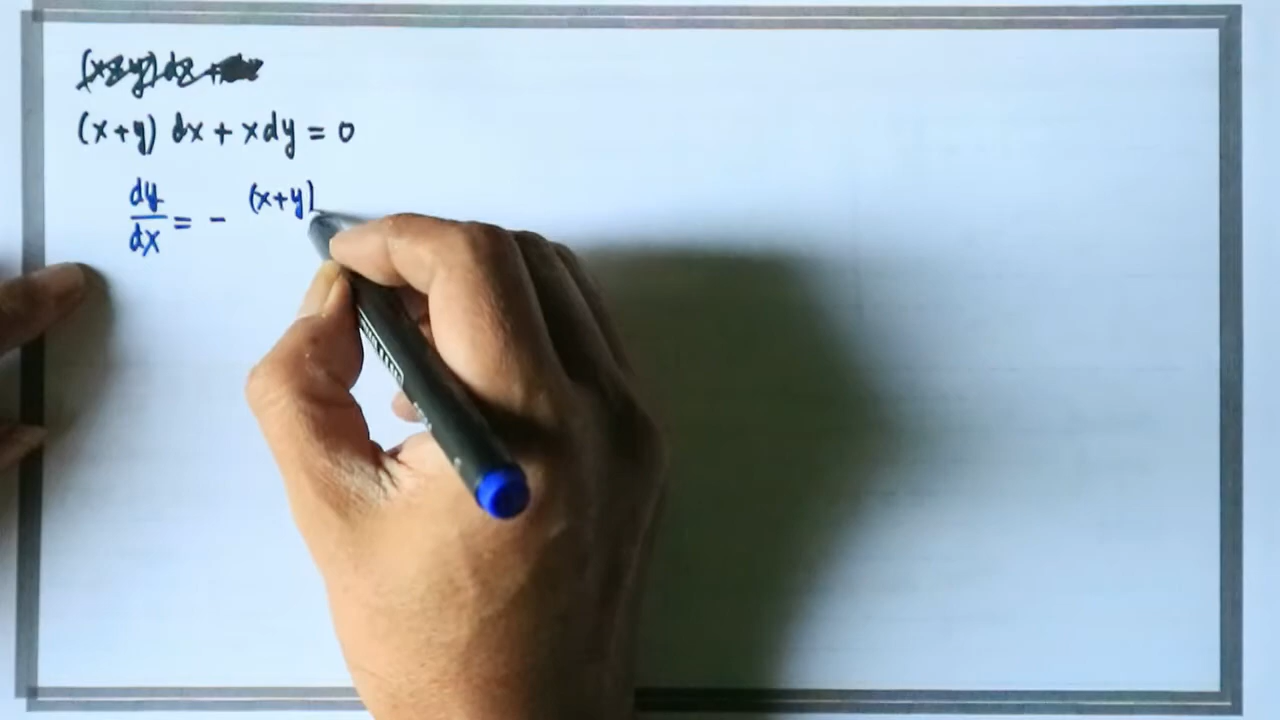 (x+y) dx + x dy = 0
dy/dx = - (x+y)